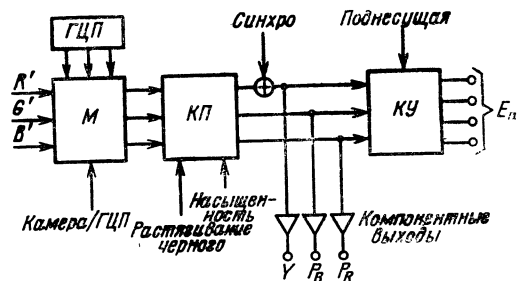 ГЦП
Синхро
Поднесущая
R'
G'
B'
М
КП
КУ
Eп
Камера/ГЦП
Растягивание
черного
Насыщен-
ность
Компонентные
выходы
Y
PB
PR